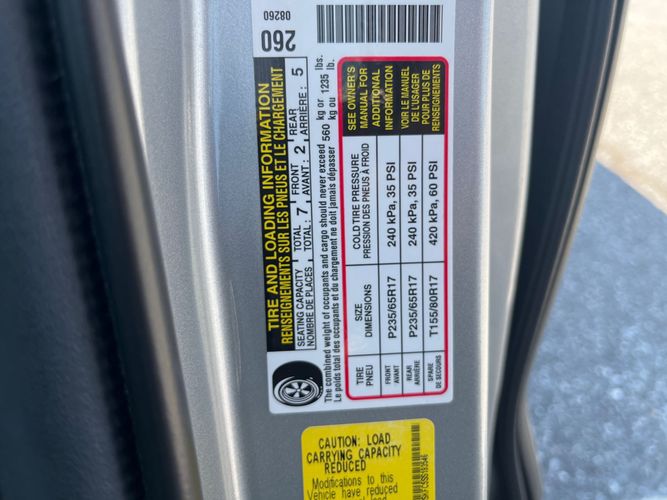 260
08260
TIRE AND LOADING INFORMATION
RENSEIGNEMENTS SUR LES PNEUS ET LE CHARGEMENT
SEATING CAPACITY TOTAL 7 FRONT 2 REAR 5
NOMBRE DE PLACES TOTAL: AVANT: ARRIÈRE:
The combined weight of occupants and cargo should never exceed 560 kg or 1235 lbs.
Le poids total des occupants et du chargement ne doit jamais dépasser kg ou lb.
TIRE SIZE COLD TIRE PRESSURE SEE OWNER'S
PNEU DIMENSIONS PRESSION DES PNEUS À FROID MANUAL FOR
ADDITIONAL
INFORMATION
FRONT P235/65R17 240 kPa, 35 PSI
AVANT
REAR P235/65R17 240 kPa, 35 PSI
ARRIÈRE
SPARE T155/80R17 420 kPa, 60 PSI
DE SECOURS
VOIR LE MANUEL
DE L'USAGER
POUR PLUS DE
RENSEIGNEMENTS
CAUTION: LOAD
CARRYING CAPACITY
REDUCED
Modifications to this
Vehicle have reduced